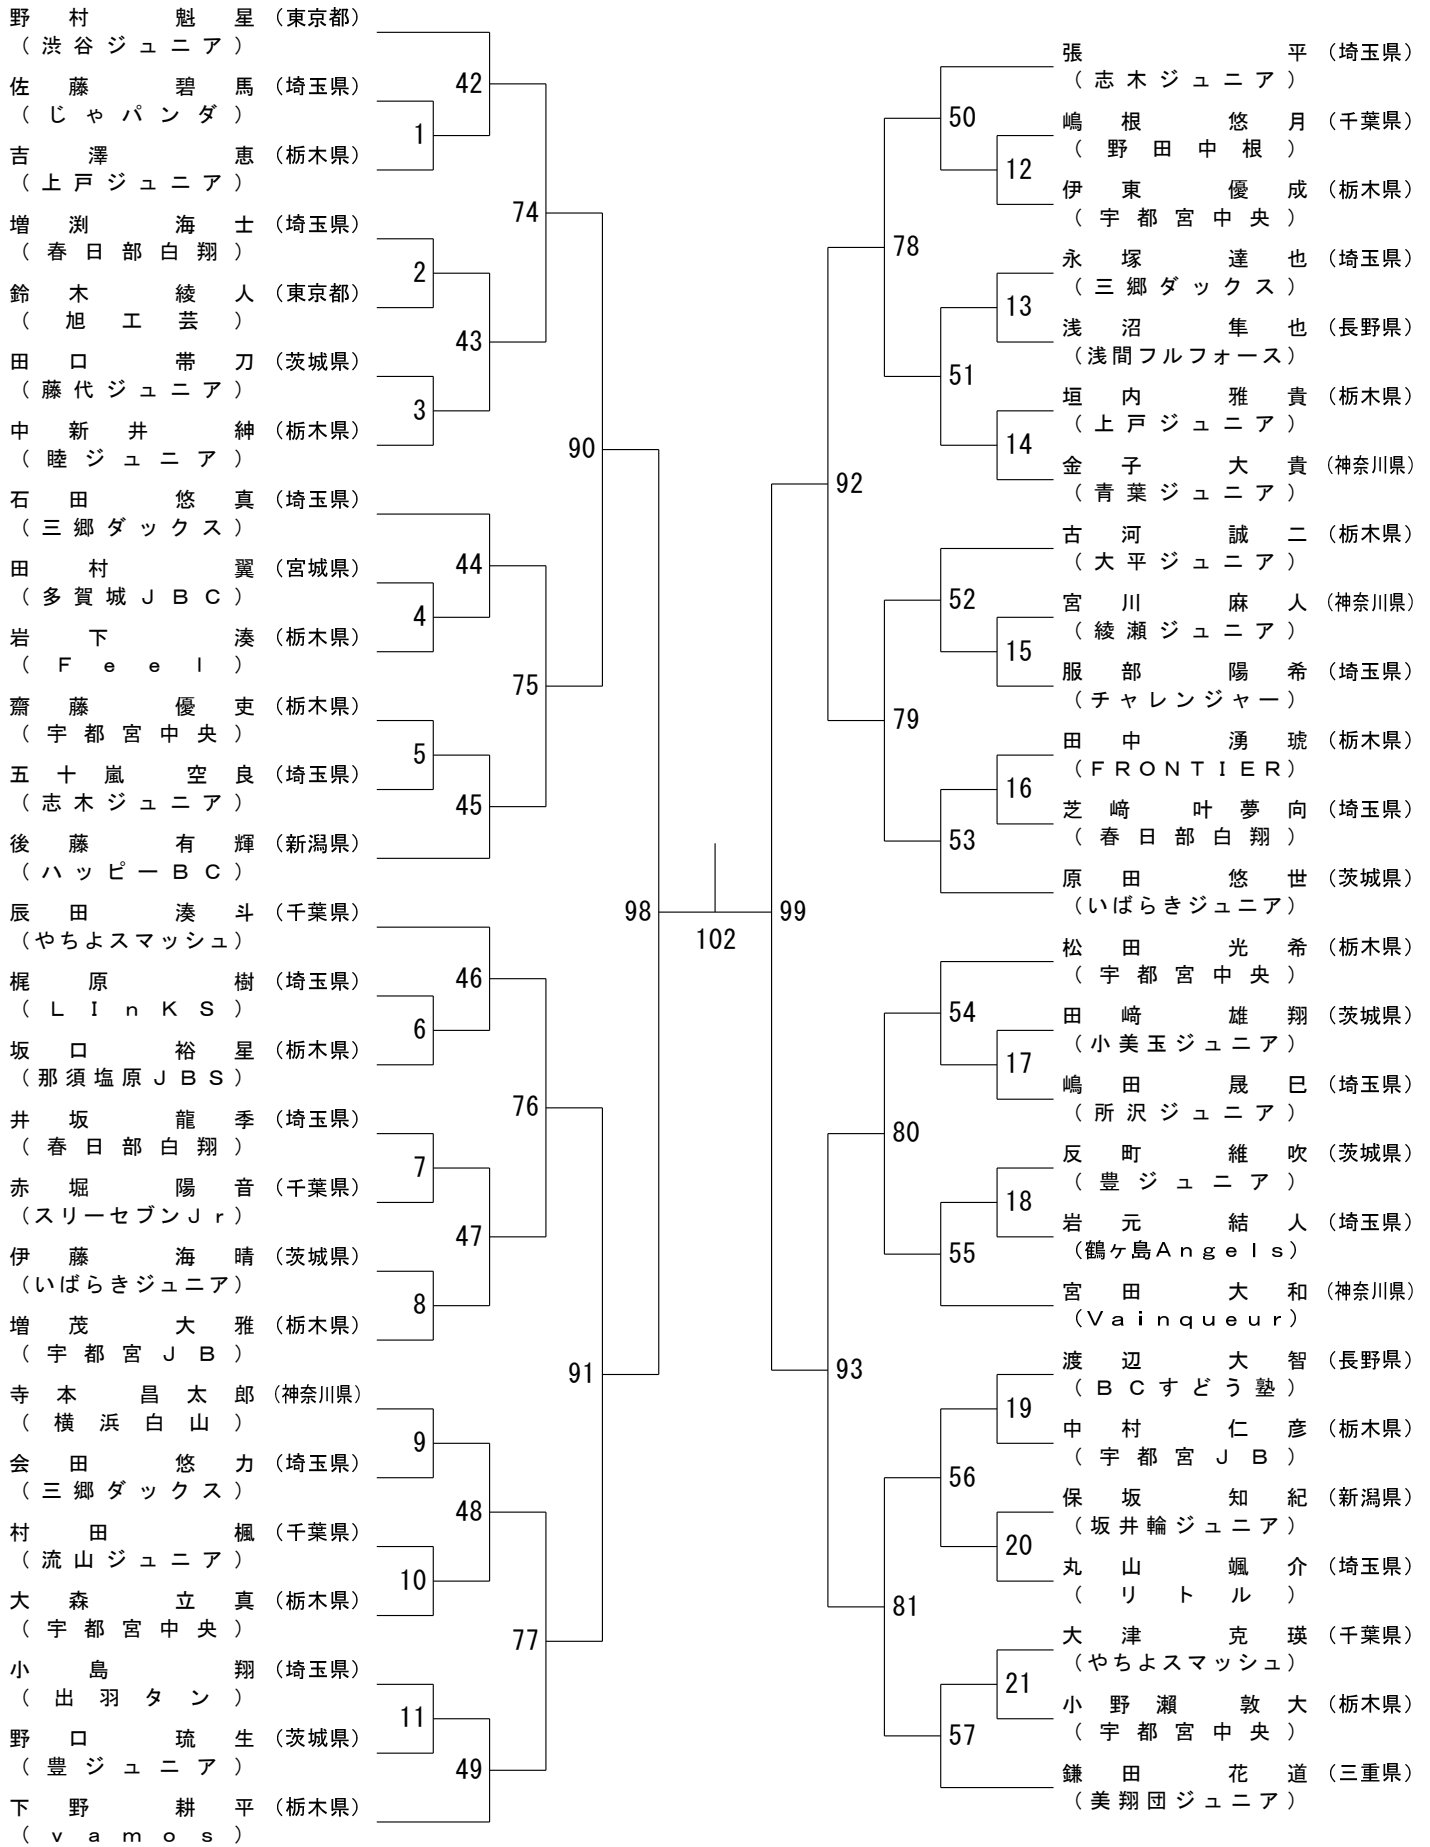 野村 魁星 (東京都)
(渋谷ジュニア)
佐藤 碧馬 (埼玉県)
(じゃパンダ)
吉澤 恵 (栃木県)
(上戸ジュニア)
増渕 海士 (埼玉県)
(春日部白翔)
鈴木 綾人 (東京都)
(旭工芸)
田口 帯刀 (茨城県)
(藤代ジュニア)
中新井 紳 (栃木県)
(睦ジュニア)
石田 悠真 (埼玉県)
(三郷ダックス)
田村 翼 (宮城県)
(多賀城JBC)
岩下 湊 (栃木県)
(Feel)
齋藤 優吏 (栃木県)
(宇都宮中央)
五十嵐 空良 (埼玉県)
(志木ジュニア)
後藤 有輝 (新潟県)
(ハッピーBC)
辰田 湊斗 (千葉県)
(やちよスマッシュ)
梶原 樹 (埼玉県)
(LInKS)
坂口 裕星 (栃木県)
(那須塩原JBS)
井坂 龍季 (埼玉県)
(春日部白翔)
赤堀 陽音 (千葉県)
(スリーセブンJr)
伊藤 海晴 (茨城県)
(いばらきジュニア)
増茂 大雅 (栃木県)
(宇都宮JB)
寺本 昌太郎 (神奈川県)
(横浜白山)
会田 悠力 (埼玉県)
(三郷ダックス)
村田 楓 (千葉県)
(流山ジュニア)
大森 立真 (栃木県)
(宇都宮中央)
小島 翔 (埼玉県)
(出羽タン)
野口 琉生 (茨城県)
(豊ジュニア)
下野 耕平 (栃木県)
(vamos)
1
2
3
4
5
6
7
8
9
10
11
42
43
44
45
46
47
48
49
74
75
76
77
90
91
98
102
99
92
93
78
79
80
81
50
51
52
53
54
55
56
57
12
13
14
15
16
17
18
19
20
21
張 平 (埼玉県)
(志木ジュニア)
嶋根 悠月 (千葉県)
(野田中根)
伊東 優成 (栃木県)
(宇都宮中央)
永塚 達也 (埼玉県)
(三郷ダックス)
浅沼 隼也 (長野県)
(浅間フルフォース)
垣内 雅貴 (栃木県)
(上戸ジュニア)
金子 大貴 (神奈川県)
(青葉ジュニア)
古河 誠二 (栃木県)
(大平ジュニア)
宮川 麻人 (神奈川県)
(綾瀬ジュニア)
服部 陽希 (埼玉県)
(チャレンジャー)
田中 湧琥 (栃木県)
(FRONTIER)
芝﨑 叶夢向 (埼玉県)
(春日部白翔)
原田 悠世 (茨城県)
(いばらきジュニア)
松田 光希 (栃木県)
(宇都宮中央)
田﨑 雄翔 (茨城県)
(小美玉ジュニア)
嶋田 晟巳 (埼玉県)
(所沢ジュニア)
反町 維吹 (茨城県)
(豊ジュニア)
岩元 結人 (埼玉県)
(鶴ヶ島Angels)
宮田 大和 (神奈川県)
(Vainqueur)
渡辺 大智 (長野県)
(BCすどう塾)
中村 仁彦 (栃木県)
(宇都宮JB)
保坂 知紀 (新潟県)
(坂井輪ジュニア)
丸山 颯介 (埼玉県)
(リトル)
大津 克瑛 (千葉県)
(やちよスマッシュ)
小野瀬 敦大 (栃木県)
(宇都宮中央)
鎌田 花道 (三重県)
(美翔団ジュニア)